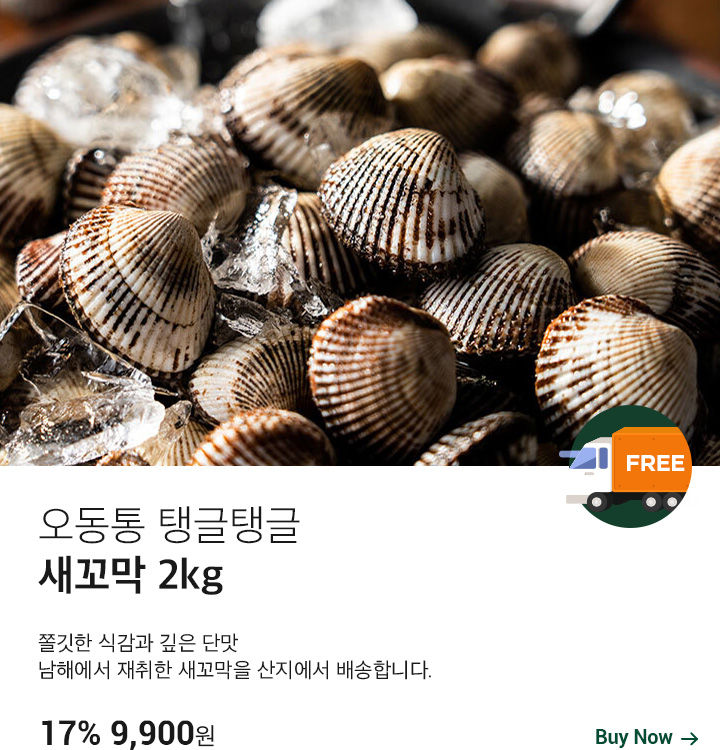 FREE
오동통 탱글탱글
새꼬막 2kg
쫄깃한 식감과 깊은 단맛
남해에서 채취한 새꼬막을 산지에서 배송합니다.
17% 9,900원
Buy Now →